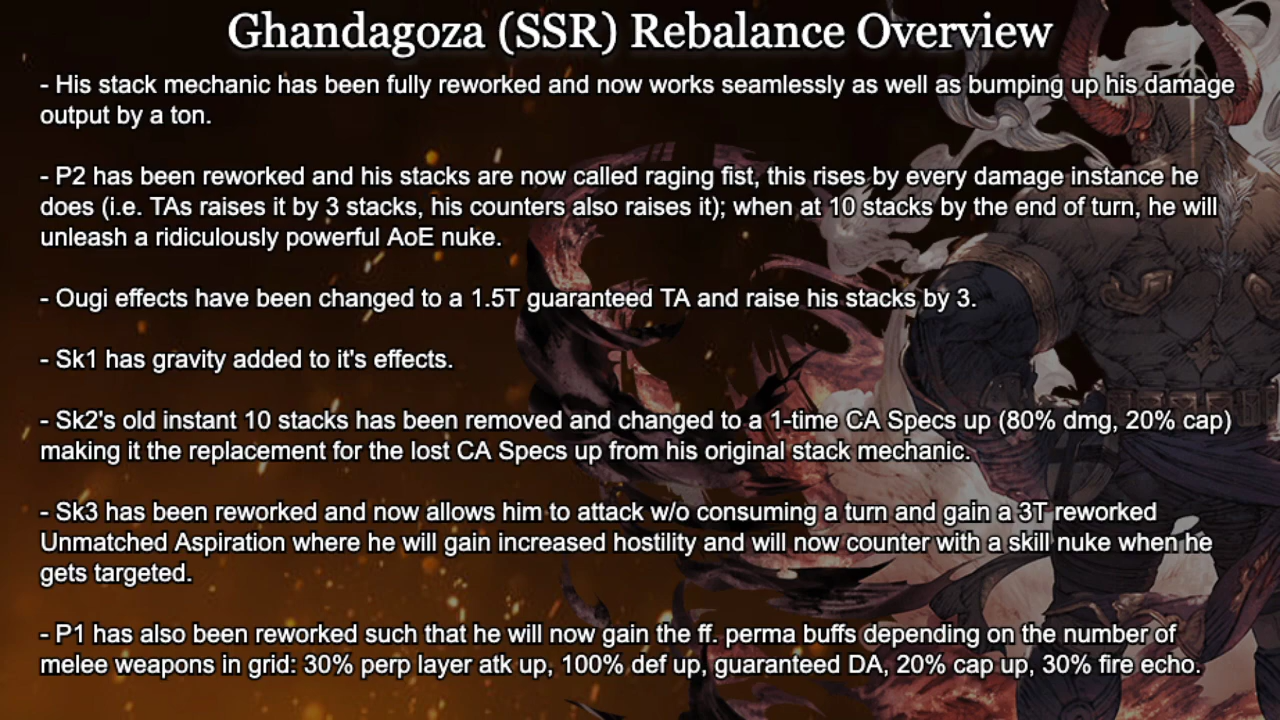 Ghandagoza (SSR) Rebalance Overview
- His stack mechanic has been fully reworked and now works seamlessly as well as bumping up his damage
output by a ton.
- P2 has been reworked and his stacks are now called raging fist, this rises by every damage instance he
does (i.e. TAs raises it by 3 stacks, his counters also raises it); when at 10 stacks by the end of turn, he will
unleash a ridiculously powerful AoE nuke.
- Ougi effects have been changed to a 1.5T guaranteed TA and raise his stacks by 3.
- Sk1 has gravity added to it's effects.
- Sk2's old instant 10 stacks has been removed and changed to a 1-time CA Specs up (80% dmg, 20% cap)
making it the replacement for the lost CA Specs up from his original stack mechanic.
- Sk3 has been reworked and now allows him to attack w/o consuming a turn and gain a 3T reworked
Unmatched Aspiration where he will gain increased hostility and will now counter with a skill nuke when he
gets targeted.
- P1 has also been reworked such that he will now gain the ff. perma buffs depending on the number of
melee weapons in grid: 30% perp layer atk up, 100% def up, guaranteed DA, 20% cap up, 30% fire echo.